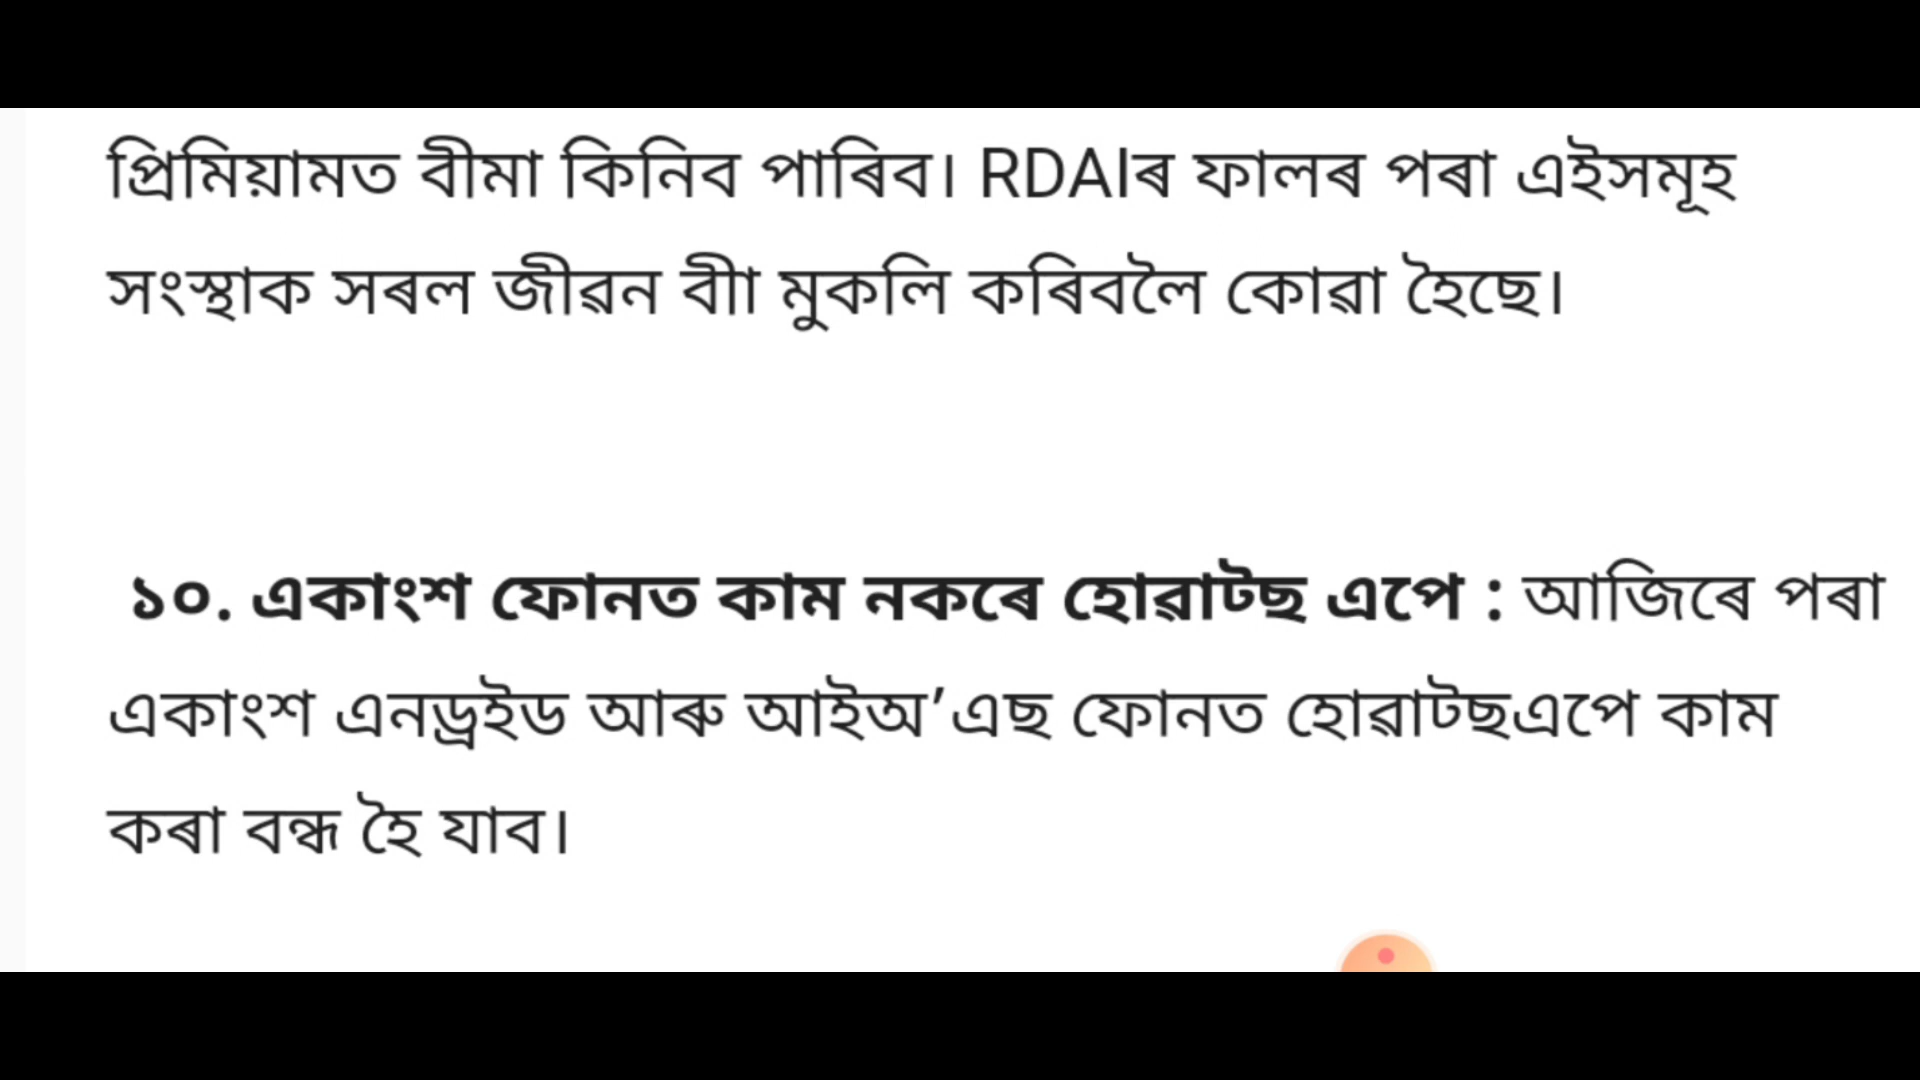 প্ৰিমিয়ামত বীমা কিনিব পাৰিব। RDAIৰ ফালৰ পৰা এইসমূহ
সংস্থাক সৰল জীৱন বীা মুকলি কৰিবলৈ কোৱা হৈছে।
১০. একাংশ ফোনত কাম নকৰে হোৱাটছ এপে : আজিৰে পৰা
একাংশ এনড্ৰইড আৰু আইঅ’এছ ফোনত হোৱাটছএপে কাম
কৰা বন্ধ হৈ যাব।